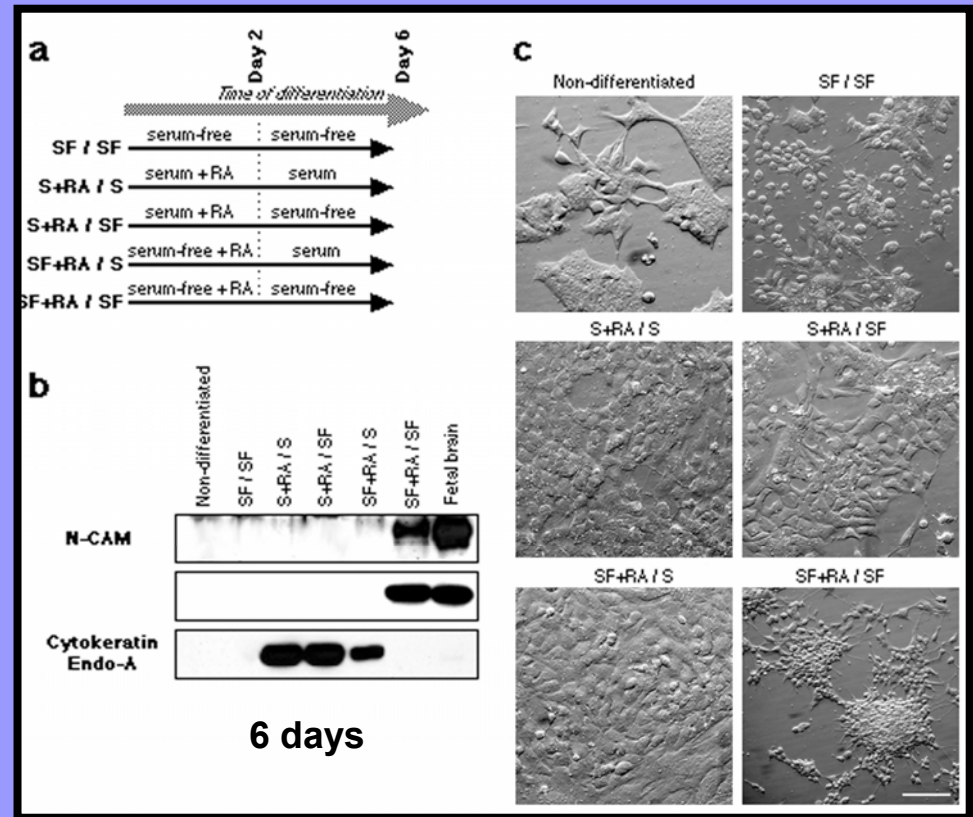 a
Day 2
Day 6
Time of differentiation
SF / SF
serum-free
serum-free
S+RA / S
serum +RA
serum
S+RA / SF
serum +RA
serum-free
SF+RA / S
serum-free +RA
serum
SF+RA / SF
serum-free +RA
serum-free
b
Non-differentiated
SF / SF
S+RA / S
S+RA / SF
SF+RA / S
SF+RA / SF
Fetal brain
N-CAM
Cytokeratin
Endo-A
6 days
c
Non-differentiated
SF / SF
S+RA / S
S+RA / SF
SF+RA / S
SF+RA / SF